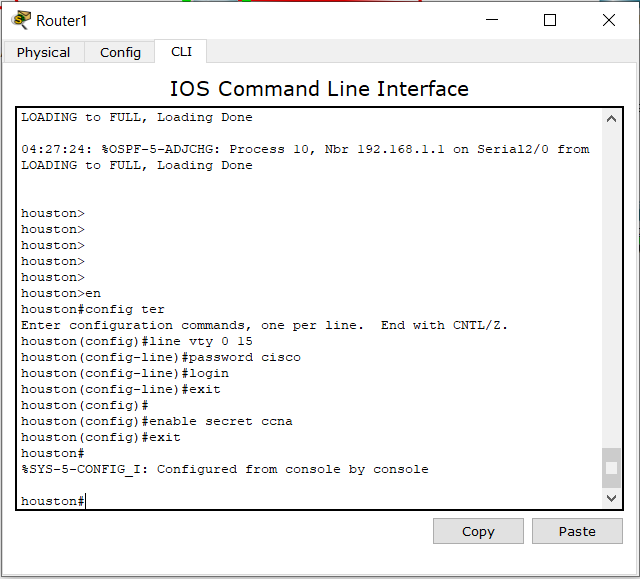 Router1
Physical Config CLI
IOS Command Line Interface
LOADING to FULL, Loading Done
04:27:24: %OSPF-5-ADJCHG: Process 10, Nbr 192.168.1.1 on Serial2/0 from
LOADING to FULL, Loading Done
houston>
houston>
houston>
houston>
houston>
houston>en
houston#config ter
Enter configuration commands, one per line.  End with CNTL/Z.
houston(config)#line vty 0 15
houston(config-line)#password cisco
houston(config-line)#login
houston(config-line)#exit
houston(config)#
houston(config)#enable secret ccna
houston(config)#exit
houston#
%SYS-5-CONFIG_I: Configured from console by console
houston#
Copy Paste